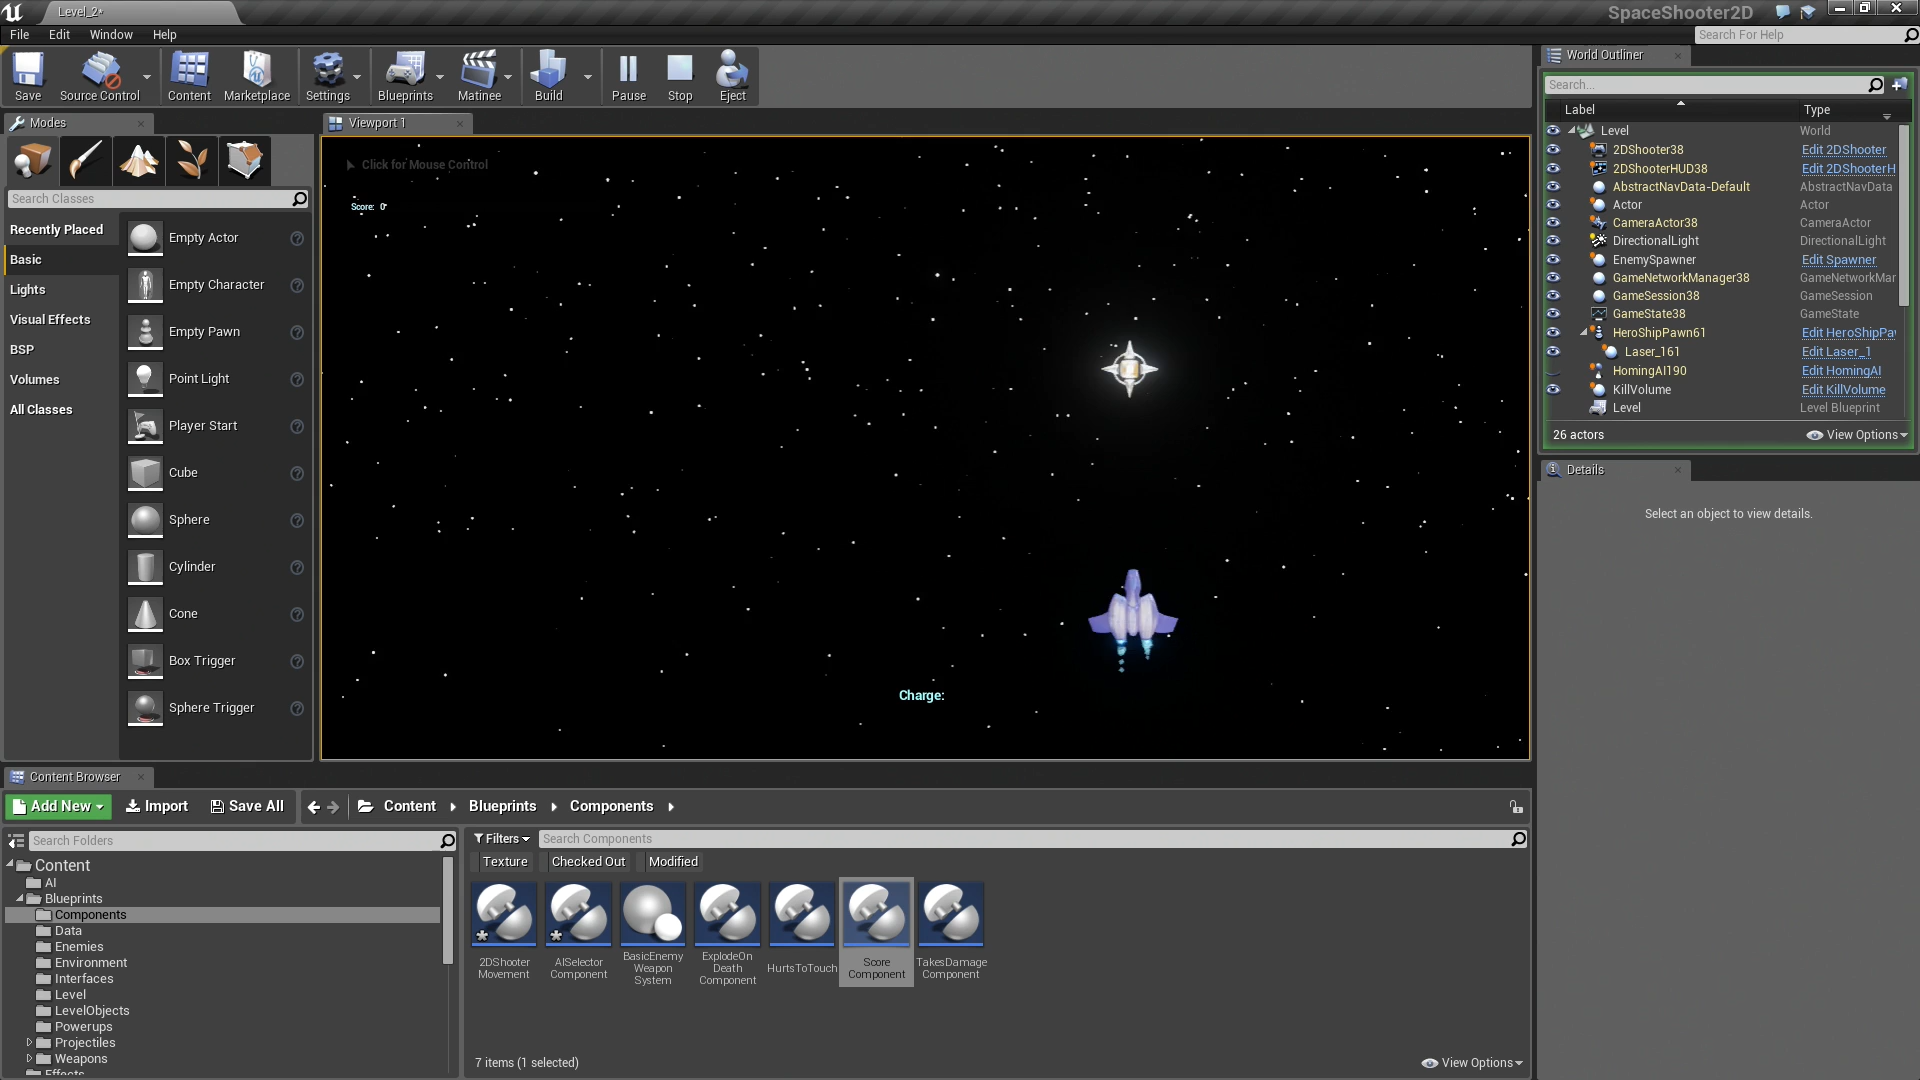 Level_2*
SpaceShooter2D
File Edit Window Help
Search For Help
Save
Source Control
Content
Marketplace
Settings
Blueprints
Matinee
Build
Pause
Stop
Eject
World Outliner
Search...
Label Type
Level World
2DShooter38 Edit 2DShooter
2DShooterHUD38 Edit 2DShooterH
AbstractNavData-Default AbstractNavData
Actor Actor
CameraActor38 CameraActor
DirectionalLight DirectionalLight
EnemySpawner Edit Spawner
GameNetworkManager38 GameNetworkMar
GameSession38 GameSession
GameState38 GameState
HeroShipPawn61 Edit HeroShipPa
Laser_161 Edit Laser_1
HomingAI190 Edit HomingAI
KillVolume Edit KillVolume
Level Level Blueprint
26 actors View Options
Details
Select an object to view details.
Modes
Search Classes
Recently Placed
Basic
Lights
Visual Effects
BSP
Volumes
All Classes
Empty Actor
Empty Character
Empty Pawn
Point Light
Player Start
Cube
Sphere
Cylinder
Cone
Box Trigger
Sphere Trigger
Viewport 1
Click for Mouse Control
Score: 0
Charge:
Content Browser
Add New Import Save All Content Blueprints Components
Search Folders
Content
AI
Blueprints
Components
Data
Enemies
Environment
Interfaces
Level
LevelObjects
Powerups
Projectiles
Weapons
Effects
Filters Search Components
Texture Checked Out Modified
2DShooter
Movement
AISelector
Component
BasicEnemy
Weapon
System
ExplodeOn
Death
Component
HurtsToTouch
Score
Component
TakesDamage
Component
7 items (1 selected) View Options